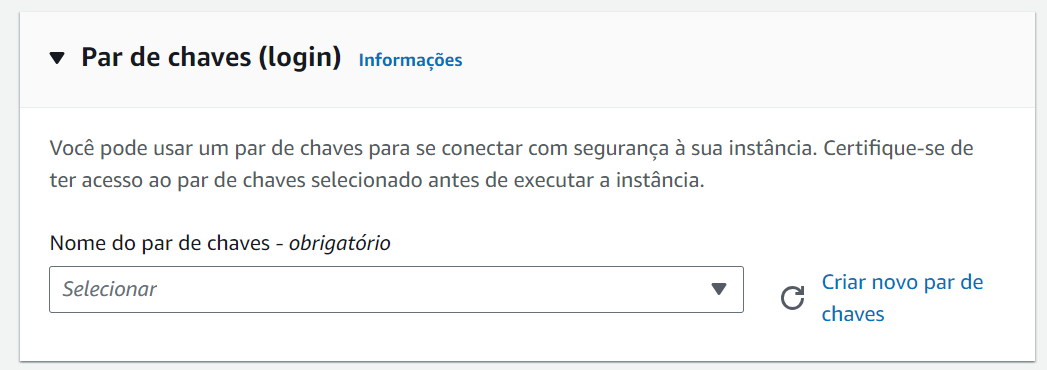 Par de chaves (login) Informações
Você pode usar um par de chaves para se conectar com segurança à sua instância. Certifique-se de
ter acesso ao par de chaves selecionado antes de executar a instância.
Nome do par de chaves - obrigatório
Selecionar
Criar novo par de
chaves